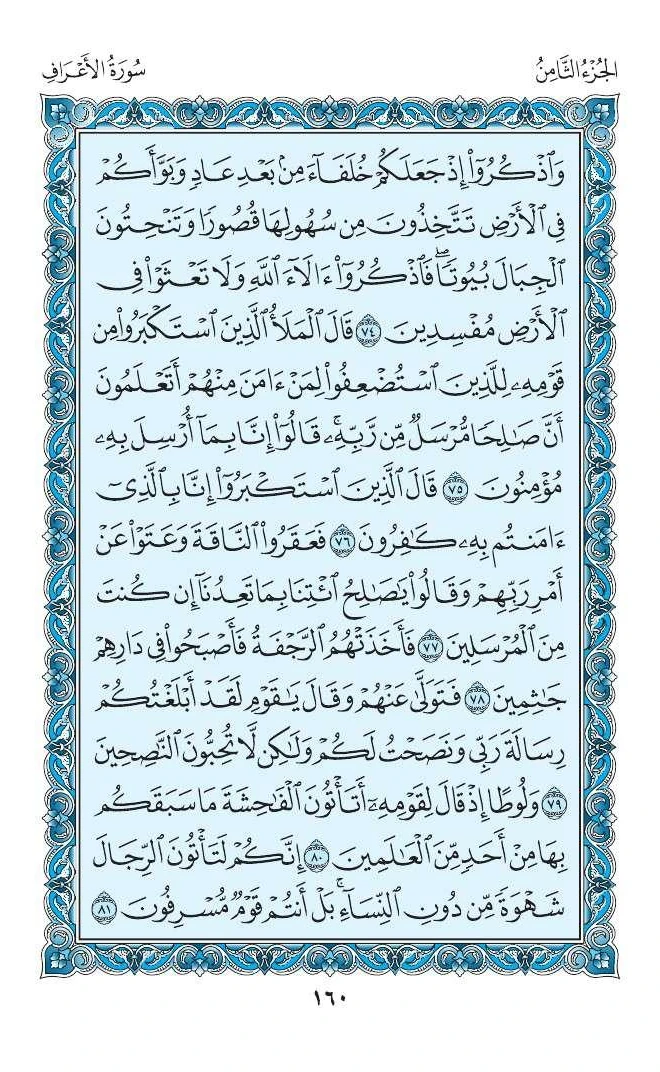 الجُزْءُ الثَّامِنُ
سُورَةُ الأَعْرَافِ
وَٱذْكُرُوٓا۟ إِذْ جَعَلَكُمْ خُلَفَآءَ مِنۢ بَعْدِ عَادٍ وَبَوَّأَكُمْ
فِى ٱلْأَرْضِ تَتَّخِذُونَ مِن سُهُولِهَا قُصُورًا وَتَنْحِتُونَ
ٱلْجِبَالَ بُيُوتًا ۖ فَٱذْكُرُوٓا۟ ءَالَآءَ ٱللَّهِ وَلَا تَعْثَوْا۟ فِى
ٱلْأَرْضِ مُفْسِدِينَ ٧٤ قَالَ ٱلْمَلَأُ ٱلَّذِينَ ٱسْتَكْبَرُوا۟ مِن
قَوْمِهِۦ لِلَّذِينَ ٱسْتُضْعِفُوا۟ لِمَنْ ءَامَنَ مِنْهُمْ أَتَعْلَمُونَ
أَنَّ صَٰلِحًا مُّرْسَلٌ مِّن رَّبِّهِۦ ۚ قَالُوٓا۟ إِنَّا بِمَآ أُرْسِلَ بِهِۦ
مُؤْمِنُونَ ٧٥ قَالَ ٱلَّذِينَ ٱسْتَكْبَرُوٓا۟ إِنَّا بِٱلَّذِىٓ
ءَامَنتُم بِهِۦ كَٰفِرُونَ ٧٦ فَعَقَرُوا۟ ٱلنَّاقَةَ وَعَتَوْا۟ عَنْ
أَمْرِ رَبِّهِمْ وَقَالُوا۟ يَٰصَٰلِحُ ٱئْتِنَا بِمَا تَعِدُنَآ إِن كُنتَ
مِنَ ٱلْمُرْسَلِينَ ٧٧ فَأَخَذَتْهُمُ ٱلرَّجْفَةُ فَأَصْبَحُوا۟ فِى دَارِهِمْ
جَٰثِمِينَ ٧٨ فَتَوَلَّىٰ عَنْهُمْ وَقَالَ يَٰقَوْمِ لَقَدْ أَبْلَغْتُكُمْ
رِسَالَةَ رَبِّى وَنَصَحْتُ لَكُمْ وَلَٰكِن لَّا تُحِبُّونَ ٱلنَّٰصِحِينَ
٧٩ وَلُوطًا إِذْ قَالَ لِقَوْمِهِۦٓ أَتَأْتُونَ ٱلْفَٰحِشَةَ مَا سَبَقَكُم
بِهَا مِنْ أَحَدٍ مِّنَ ٱلْعَٰلَمِينَ ٨٠ إِنَّكُمْ لَتَأْتُونَ ٱلرِّجَالَ
شَهْوَةً مِّن دُونِ ٱلنِّسَآءِ ۚ بَلْ أَنتُمْ قَوْمٌ مُّسْرِفُونَ ٨١
١٦٠